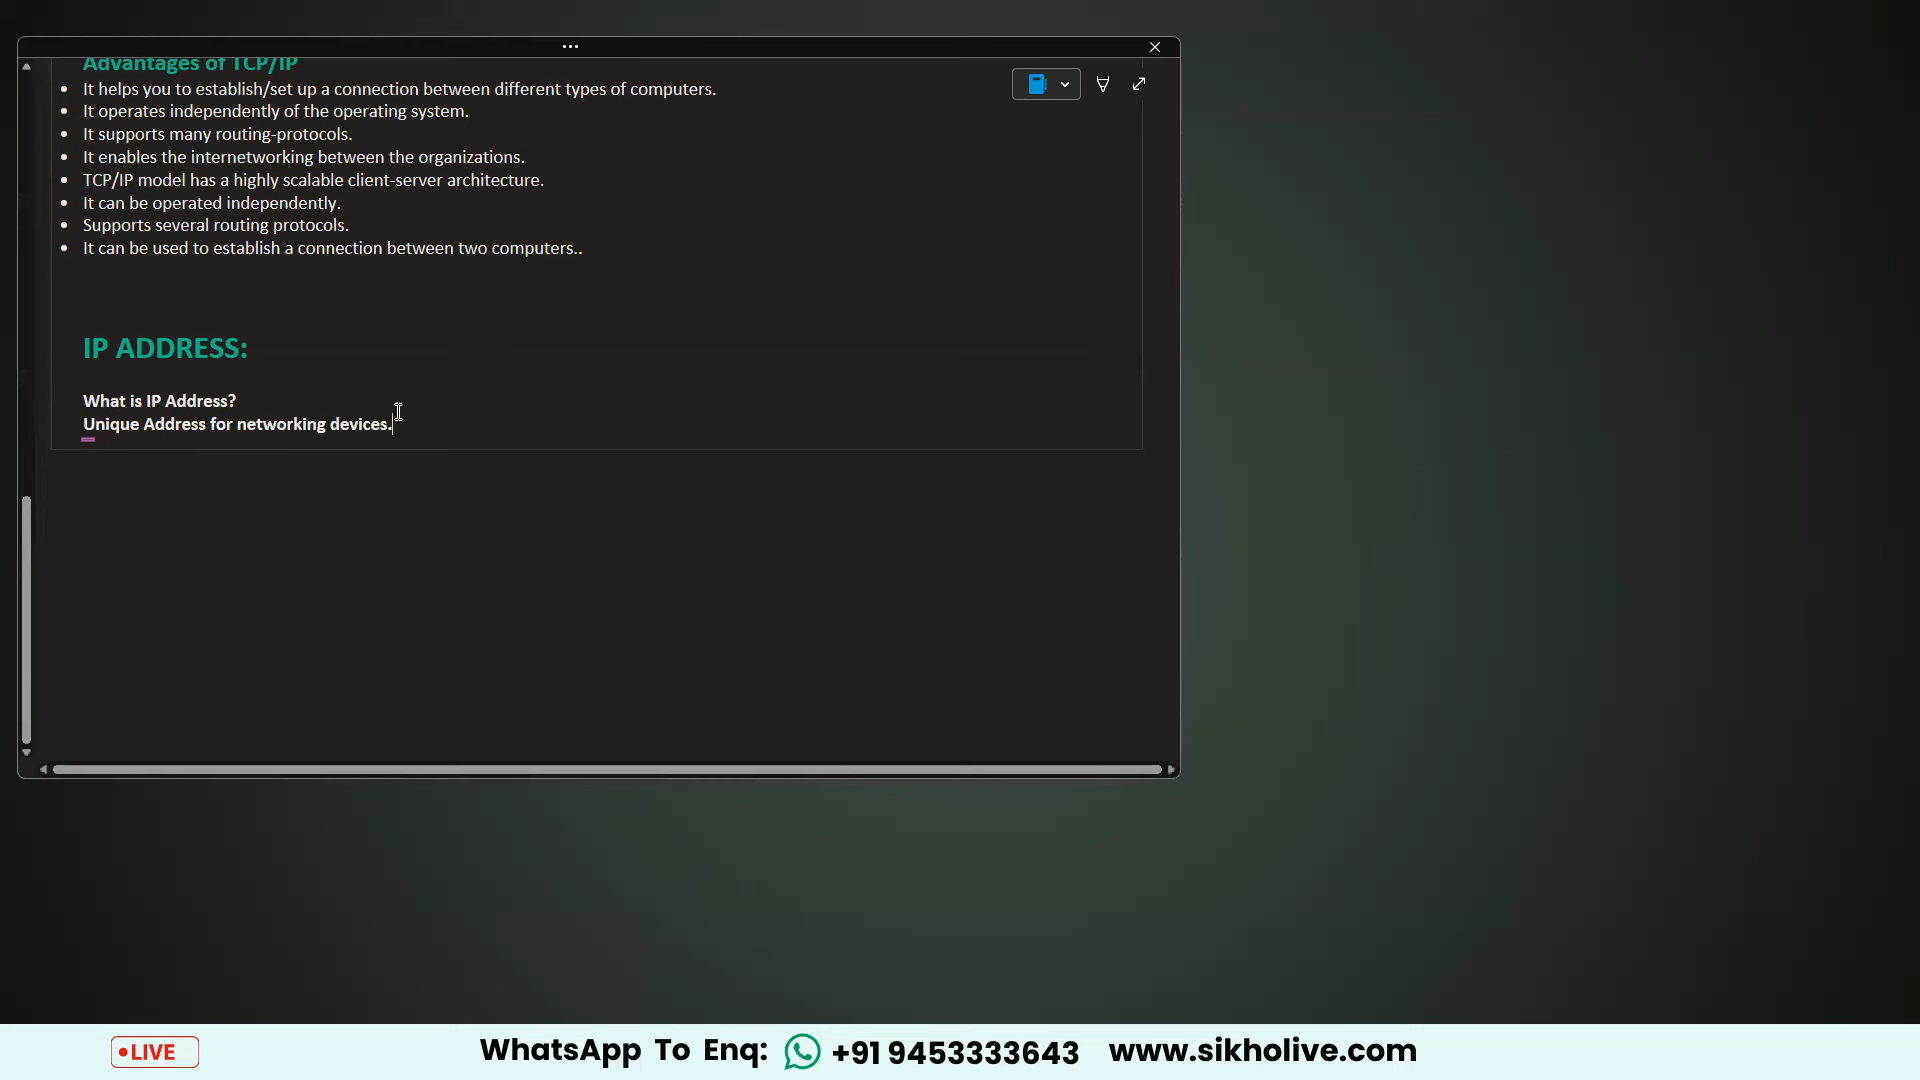 Advantages of TCP/IP
• It helps you to establish/set up a connection between different types of computers.
• It operates independently of the operating system.
• It supports many routing-protocols.
• It enables the internetworking between the organizations.
• TCP/IP model has a highly scalable client-server architecture.
• It can be operated independently.
• Supports several routing protocols.
• It can be used to establish a connection between two computers..
IP ADDRESS:
What is IP Address?
Unique Address for networking devices.
LIVE
WhatsApp To Enq: +91 9453333643 www.sikholive.com